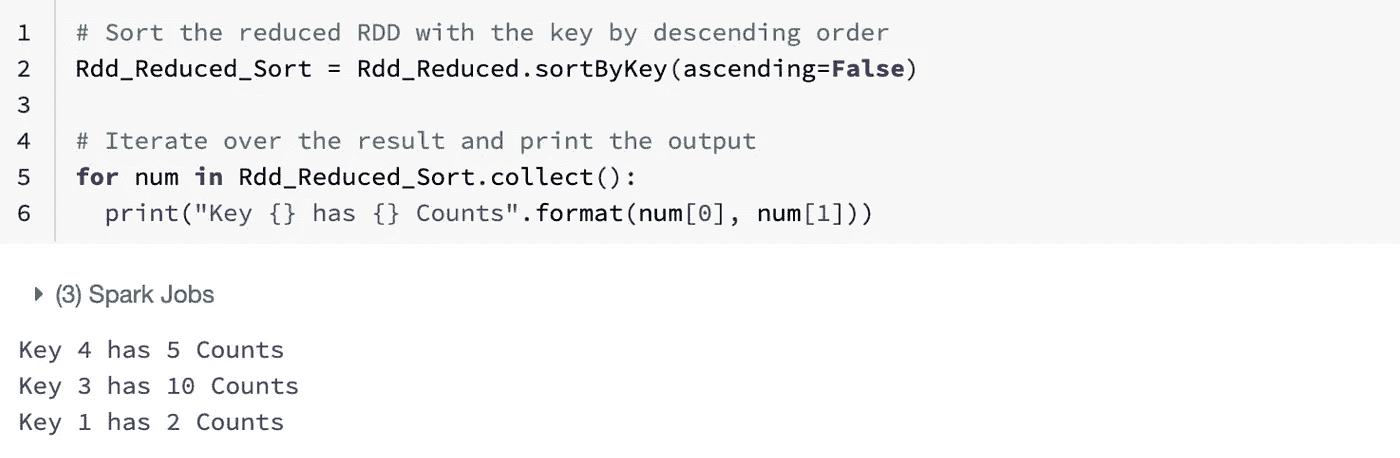 1 # Sort the reduced RDD with the key by descending order
2 Rdd_Reduced_Sort = Rdd_Reduced.sortByKey(ascending=False)
3
4 # Iterate over the result and print the output
5 for num in Rdd_Reduced_Sort.collect():
6   print("Key {} has {} Counts".format(num[0], num[1]))
(3) Spark Jobs
Key 4 has 5 Counts
Key 3 has 10 Counts
Key 1 has 2 Counts